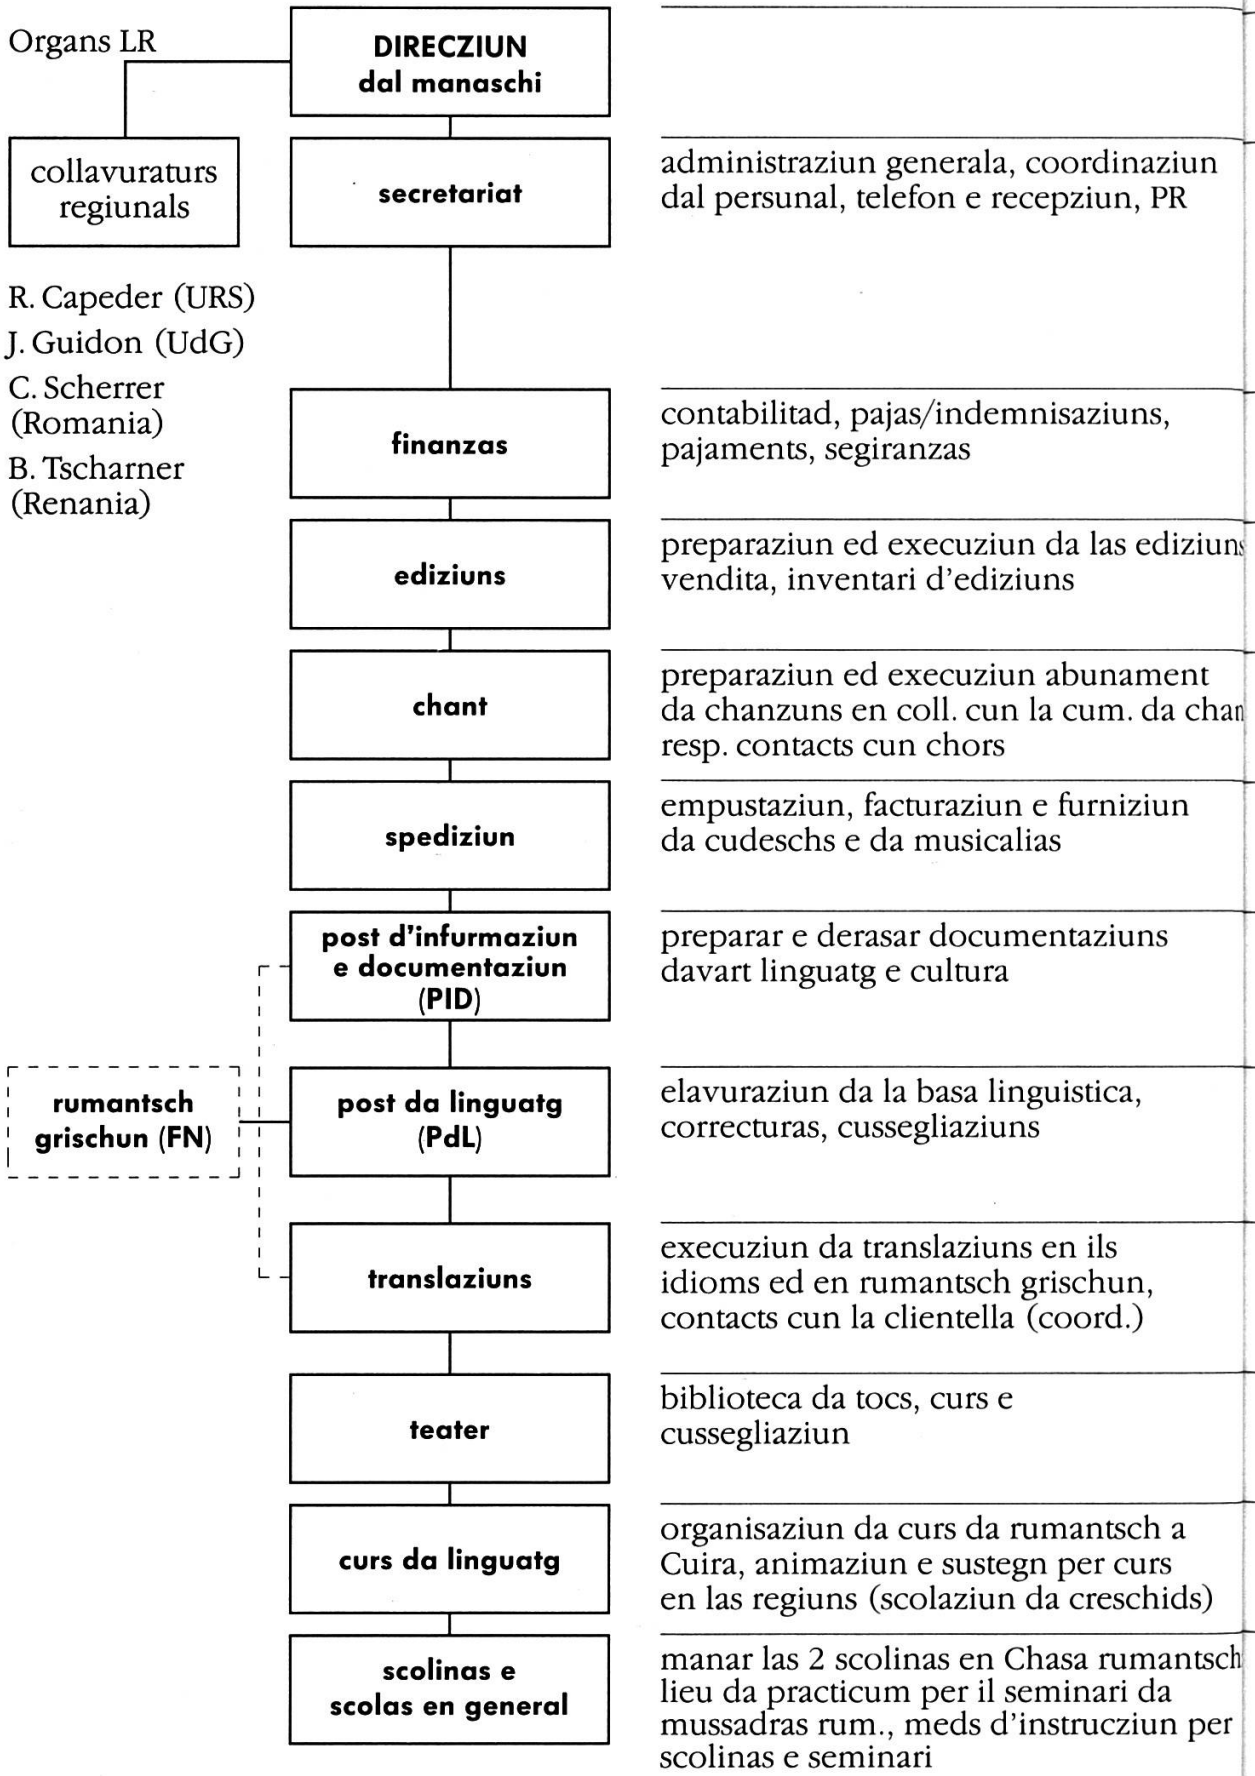 Organs LR
DIRECZIUN
dal manaschi
collavuraturs
regiunals
secretariat
administraziun generala, coordinaziun
dal persunal, telefon e recepziun, PR
R. Capeder (URS)
J. Guidon (UdG)
C. Scherrer
(Romania)
B. Tscharner
(Renania)
finanzas
contabilitad, pajas/indemnisaziuns,
pajaments, segiranzas
ediziuns
preparaziun ed execuziun da las ediziuns
vendita, inventari d'ediziuns
chant
preparaziun ed execuziun abunament
da chanzuns en coll. cun la cum. da chan
resp. contacts cun chors
spediziun
empustaziun, facturaziun e furniziun
da cudeschs e da musicalias
post d'infurmaziun
e documentaziun
(PID)
preparar e derasar documentaziuns
davart linguatg e cultura
rumantsch
grischun (FN)
post da linguatg
(PdL)
elavuraziun da la basa linguistica,
correcturas, cussegliaziuns
translaziuns
execuziun da translaziuns en ils
idioms ed en rumantsch grischun,
contacts cun la clientella (coord.)
teater
biblioteca da tocs, curs e
cussegliaziun
curs da linguatg
organisaziun da curs da rumantsch a
Cuira, animaziun e sustegn per curs
en las regiuns (scolaziun da creschids)
scolinas e
scolas en general
manar las 2 scolinas en Chasa rumantsch
lieu da practicum per il seminari da
mussadras rum., meds d'instrucziun per
scolinas e seminari